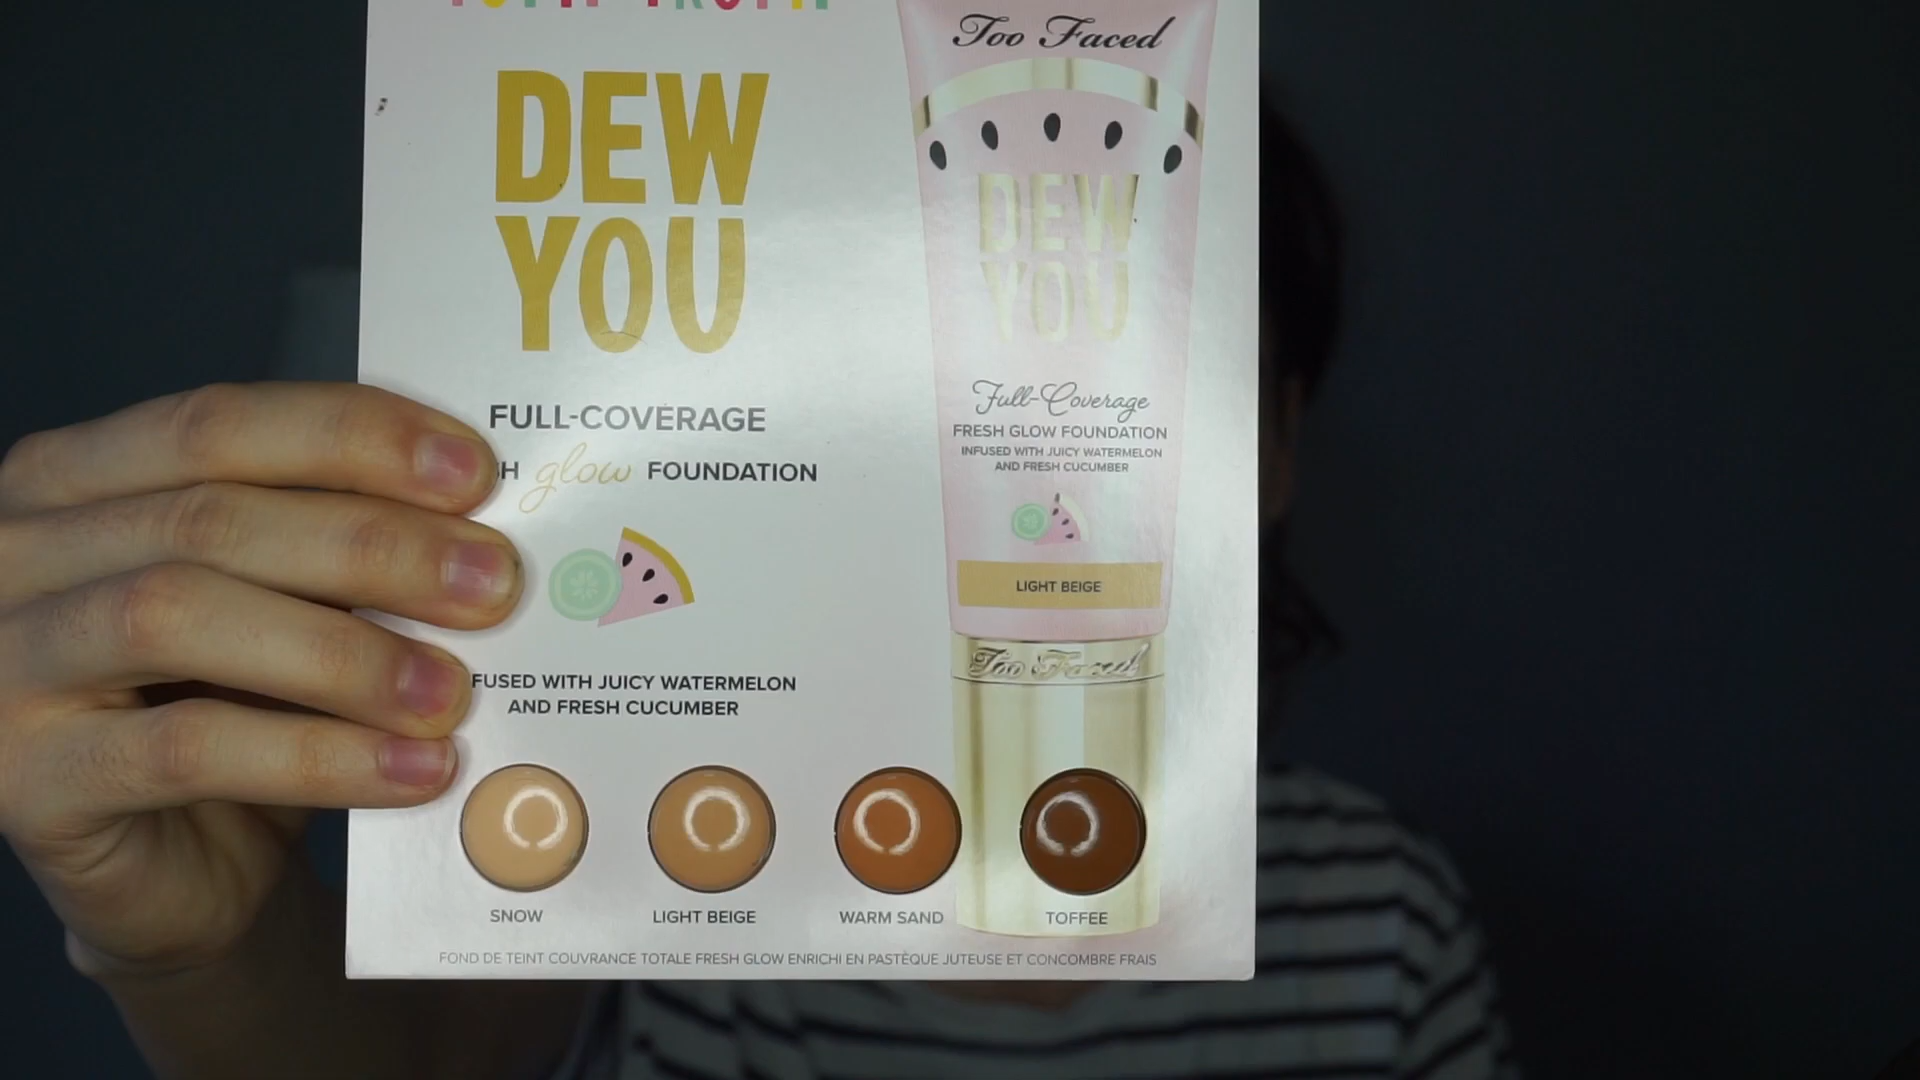 DEW
YOU
FULL-COVERAGE
glow FOUNDATION
FUSED WITH JUICY WATERMELON
AND FRESH CUCUMBER
Too Faced
DEW
YOU
Full-Coverage
FRESH GLOW FOUNDATION
INFUSED WITH JUICY WATERMELON
AND FRESH CUCUMBER
LIGHT BEIGE
Too Faced
SNOW
LIGHT BEIGE
WARM SAND
TOFFEE
FOND DE TEINT COUVRANCE TOTALE FRESH GLOW ENRICHI EN PASTÈQUE JUTEUSE ET CONCOMBRE FRAIS